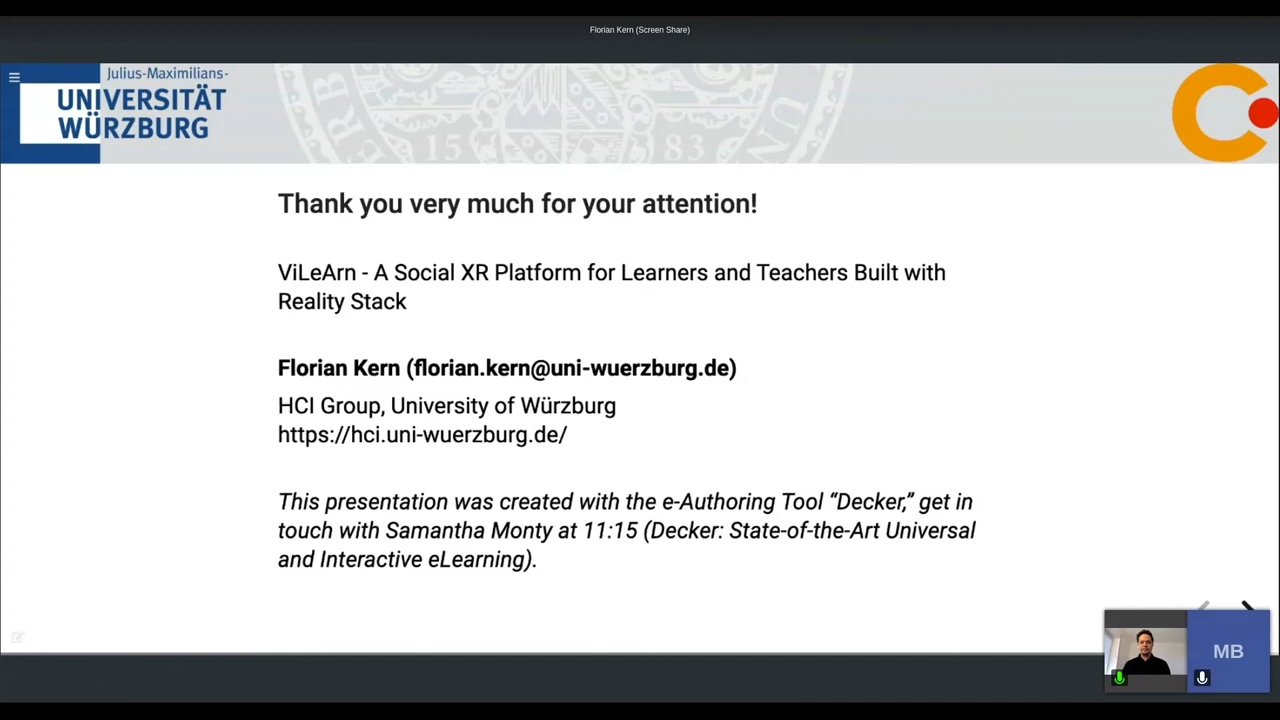 Florian Kern (Screen Share)
Julius-Maximilians-
UNIVERSITÄT
WÜRZBURG
15 83
Thank you very much for your attention!
ViLeArn - A Social XR Platform for Learners and Teachers Built with
Reality Stack
Florian Kern (florian.kern@uni-wuerzburg.de)
HCI Group, University of Würzburg
https://hci.uni-wuerzburg.de/
This presentation was created with the e-Authoring Tool “Decker,” get in
touch with Samantha Monty at 11:15 (Decker: State-of-the-Art Universal
and Interactive eLearning).
MB